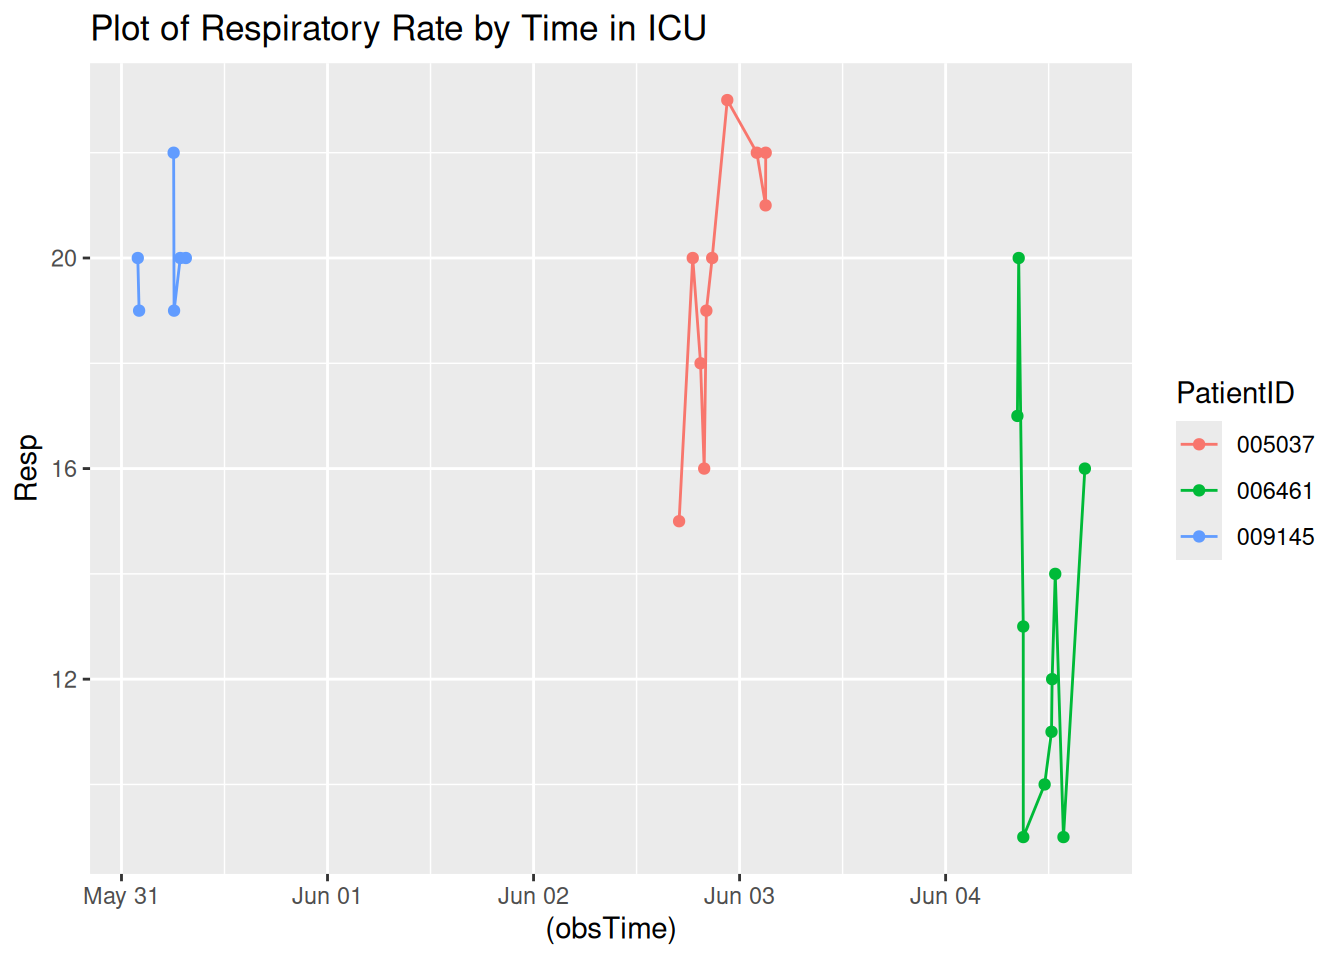 Plot of Respiratory Rate by Time in ICU
Resp
20
16
12
May 31
Jun 01
Jun 02
Jun 03
Jun 04
(obsTime)
PatientID
005037
006461
009145